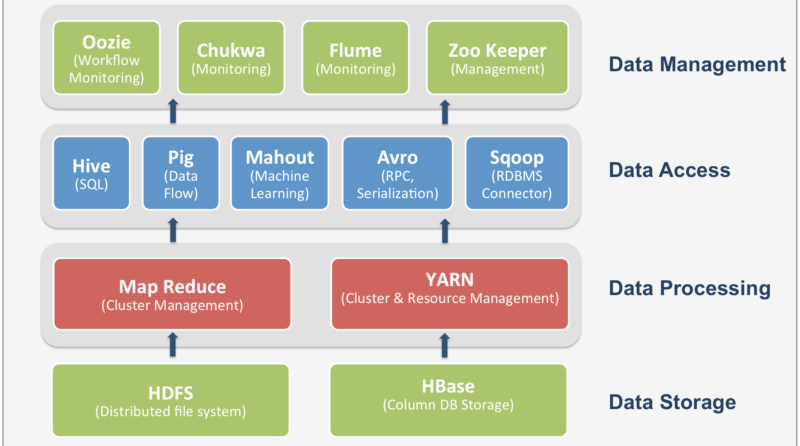 Oozie
(Workflow
Monitoring)
Chukwa
(Monitoring)
Flume
(Monitoring)
Zoo Keeper
(Management)
Data Management
Hive
(SQL)
Pig
(Data
Flow)
Mahout
(Machine
Learning)
Avro
(RPC,
Serialization)
Sqoop
(RDBMS
Connector)
Data Access
Map Reduce
(Cluster Management)
YARN
(Cluster & Resource Management)
Data Processing
HDFS
(Distributed file system)
HBase
(Column DB Storage)
Data Storage